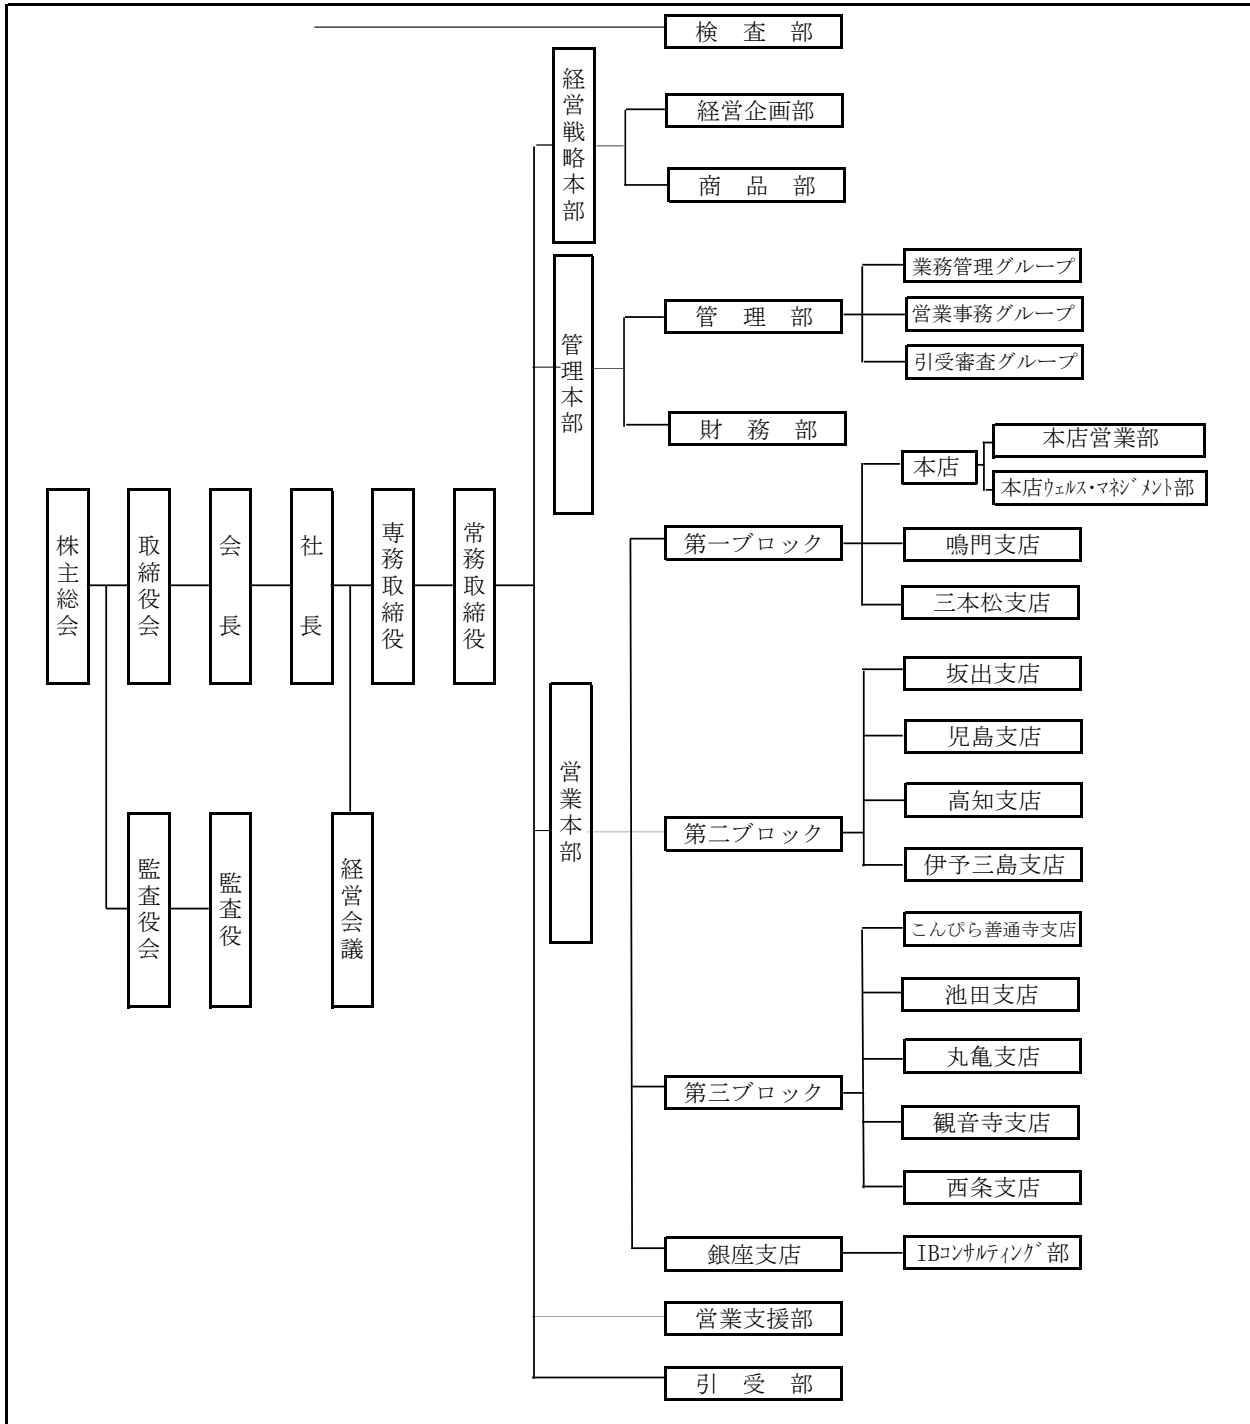 検査部
経営戦略本部
経営企画部
商品部
管理本部
管理部
業務管理グループ
営業事務グループ
引受審査グループ
財務部
株主総会
取締役会
会長
社長
専務取締役
常務取締役
監査役会
監査役
経営会議
営業本部
第一ブロック
本店
本店営業部
本店ウェルス・マネジメント部
鳴門支店
三本松支店
第二ブロック
坂出支店
児島支店
高知支店
伊予三島支店
第三ブロック
こんぴら善通寺支店
池田支店
丸亀支店
観音寺支店
西条支店
銀座支店
IBコンサルティング部
営業支援部
引受部